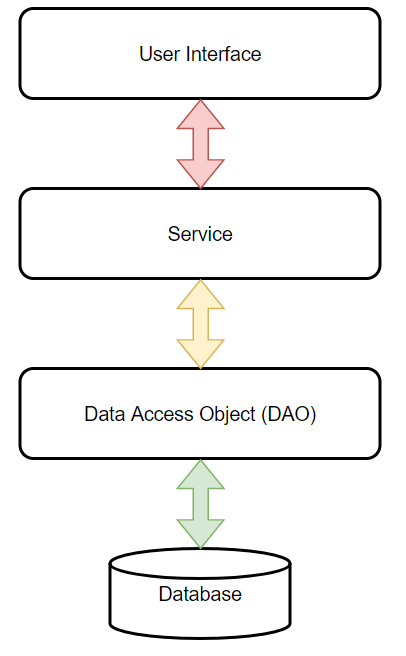 User Interface
Service
Data Access Object (DAO)
Database